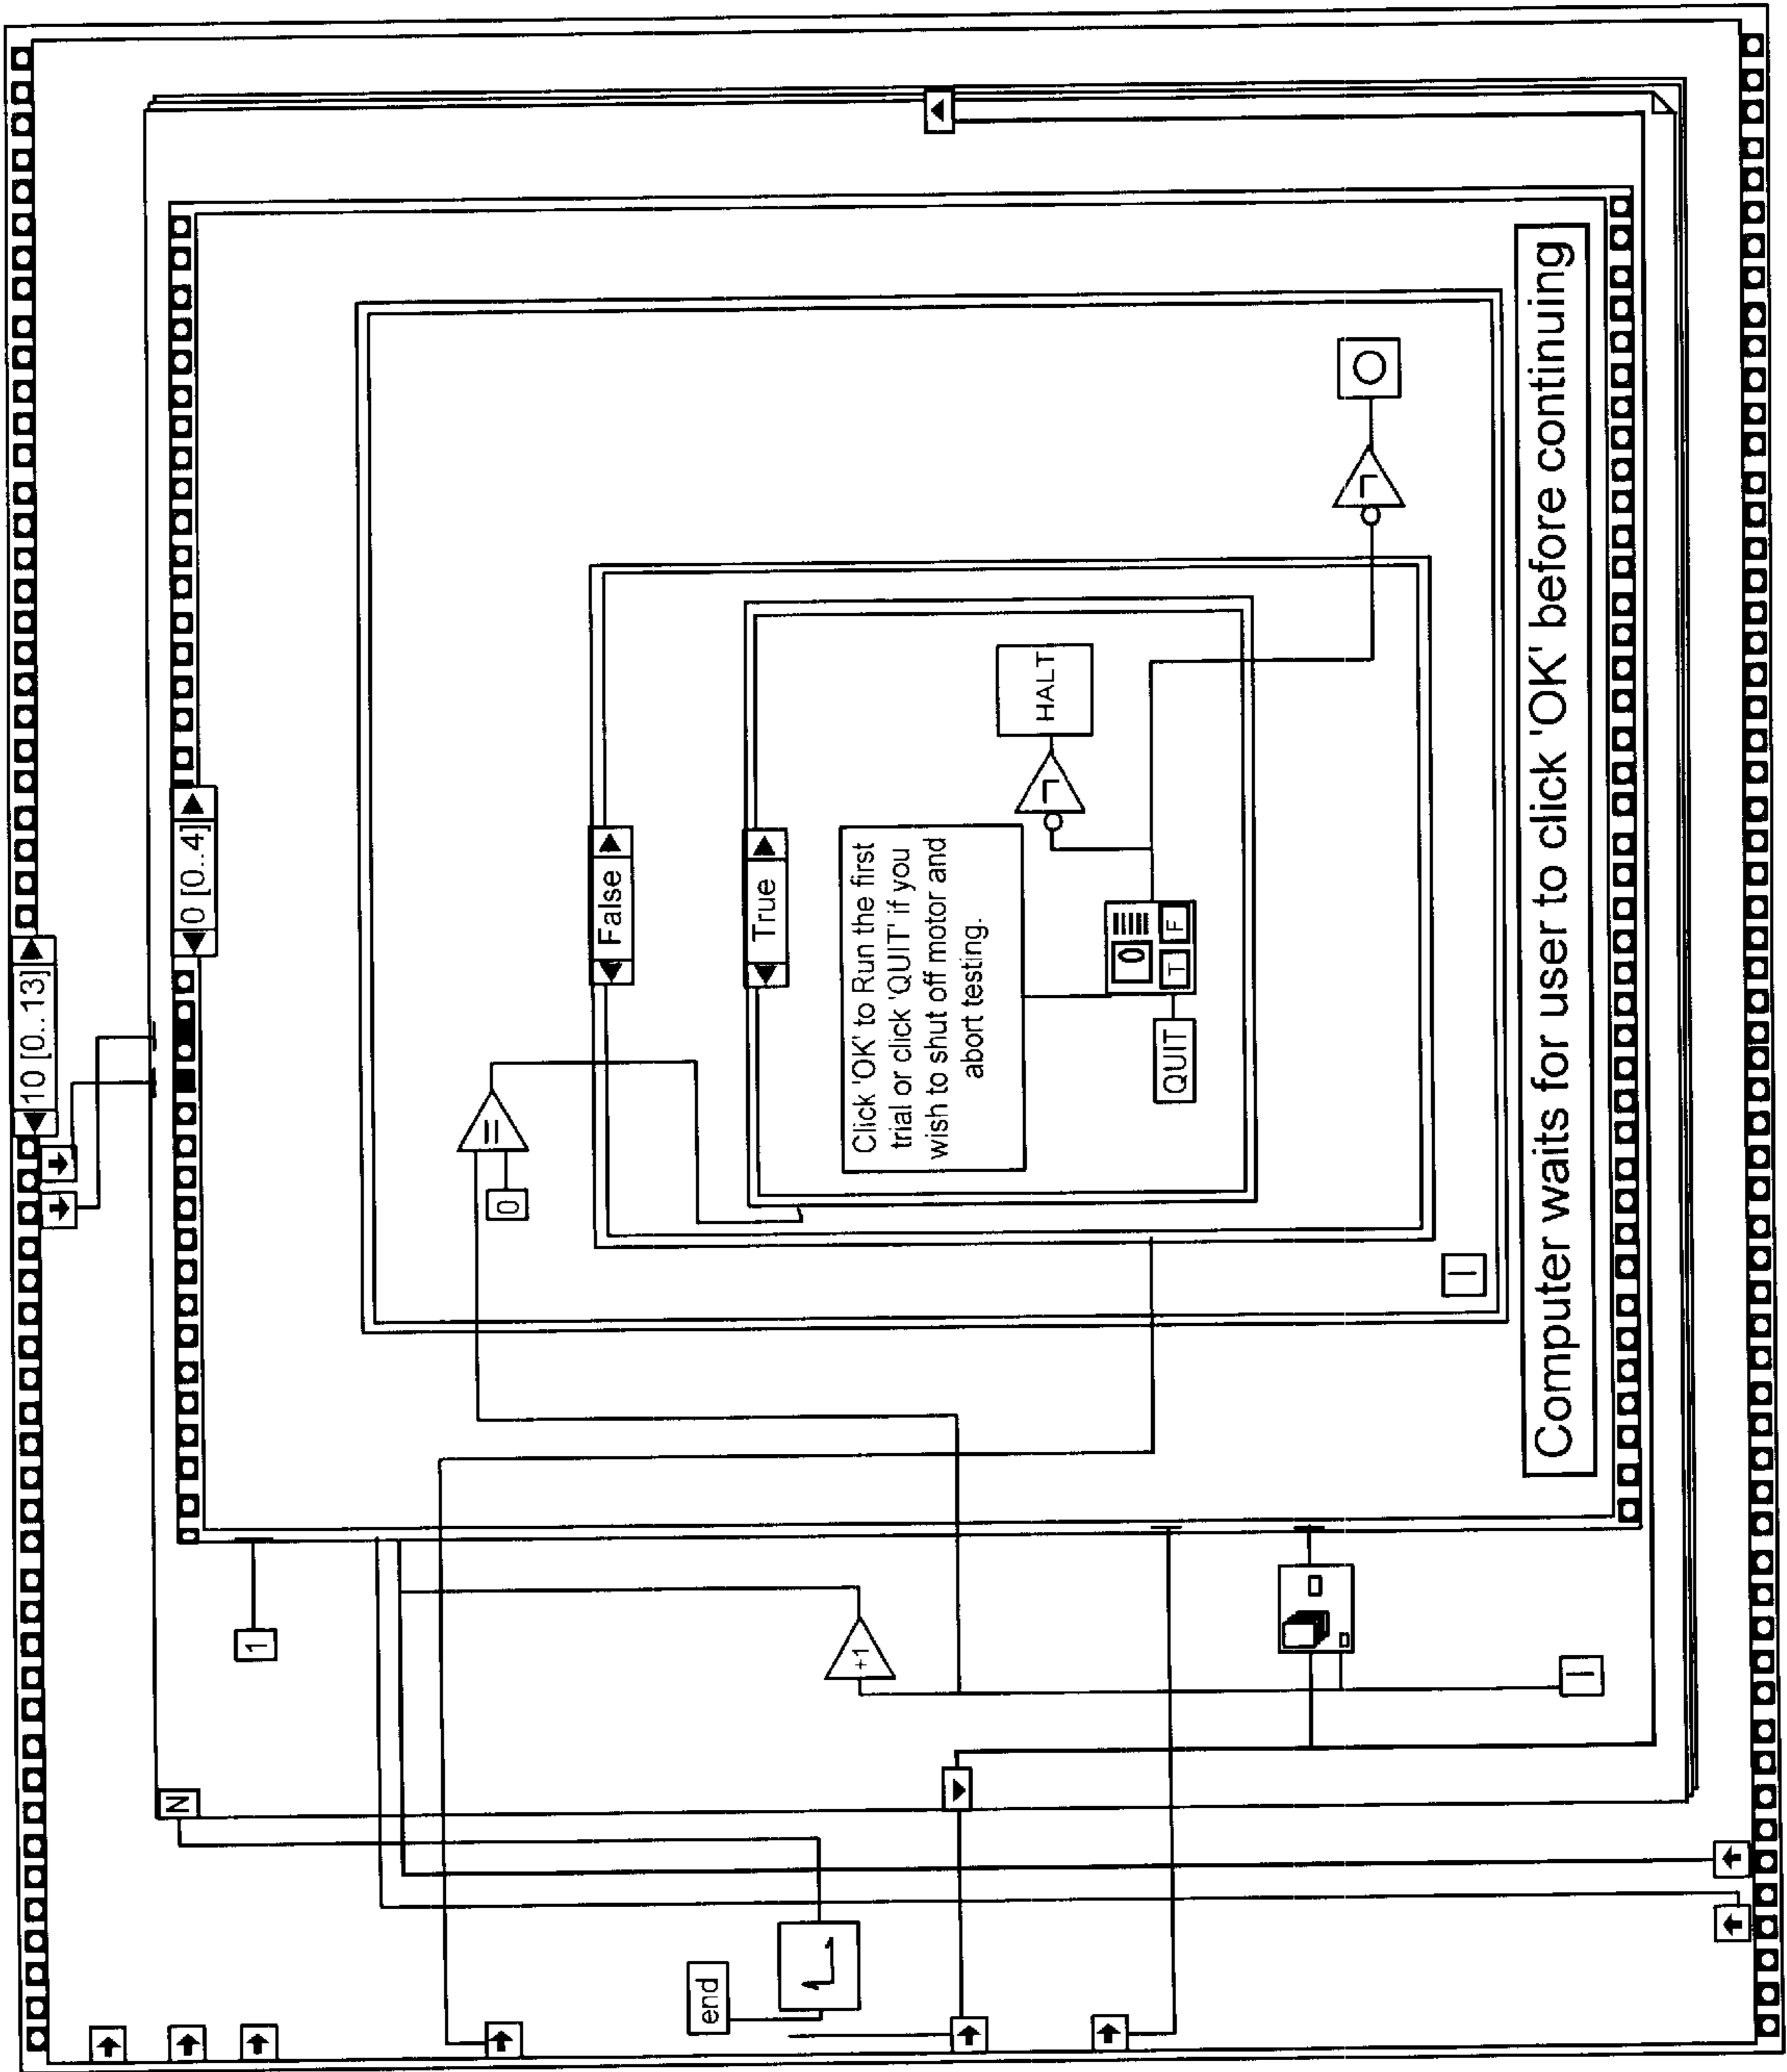 10 [0..13]
0 [0..4]
N
1
=
0
False
True
Click 'OK' to Run the first
trial or click 'QUIT' if you
wish to shut off motor and
abort testing.
HALT
QUIT
T F
end
+1
Computer waits for user to click 'OK' before continuing